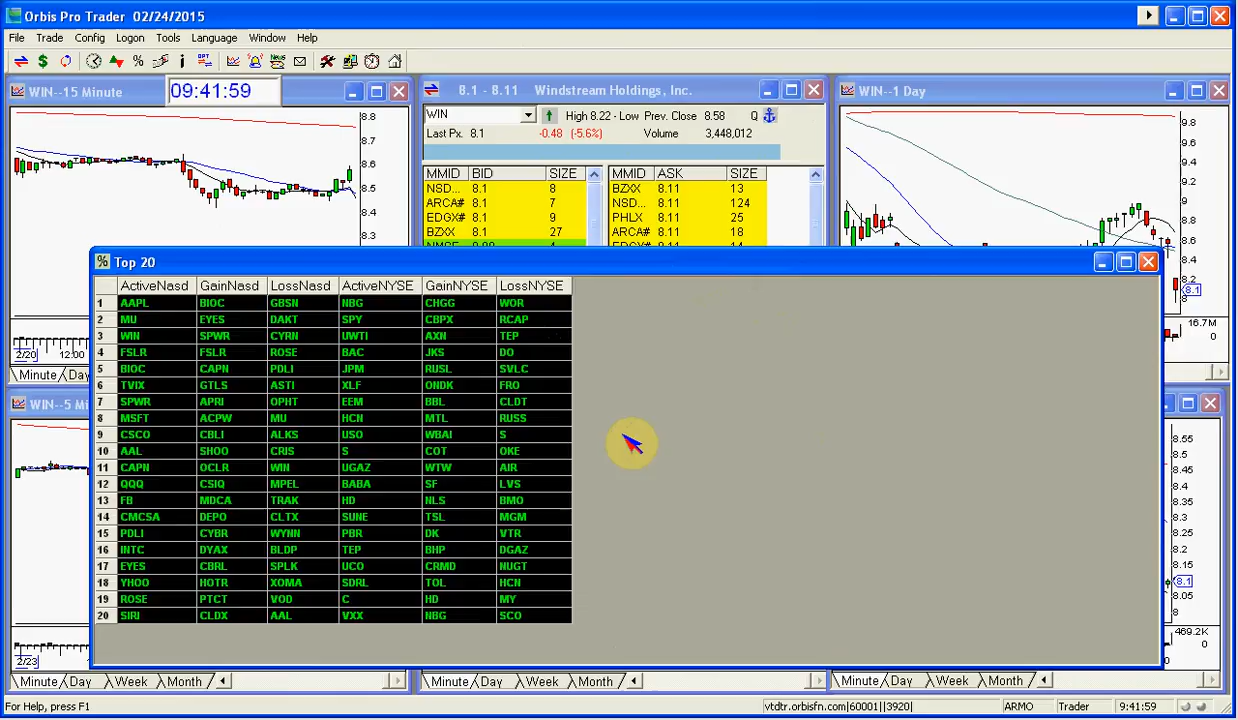 Orbis Pro Trader 02/24/2015
File Trade Config Logon Tools Language Window Help
WIN--15 Minute
09:41:59
8.8
8.7
8.6
8.5
8.4
8.3
2/20 12:00
Minute Day
8.1 - 8.11 Windstream Holdings, Inc.
WIN High 8.22 - Low Prev. Close 8.58 Q
Last Px. 8.1 -0.48 (-5.6%) Volume 3,448,012
MMID BID SIZE MMID ASK SIZE
NSD... 8.1 8 BZXX 8.11 13
ARCA# 8.1 7 NSD... 8.11 124
EDGX# 8.1 9 PHLX 8.11 25
BZXX 8.1 27 ARCA# 8.11 18
WIN--1 Day
9.8
9.6
9.4
9.2
9
8.8
8.6
8.4
8.2
8.1
8
16.7M
0
% Top 20
ActiveNasd GainNasd LossNasd ActiveNYSE GainNYSE LossNYSE
1 AAPL BIOC GBSN NBG CHGG WOR
2 MU EYES DAKT SPY CBPX RCAP
3 WIN SPWR CYRN UWTI AXN TEP
4 FSLR FSLR ROSE BAC JKS DO
5 BIOC CAPN PDLI JPM RUSL SVLC
6 TVIX GTLS ASTI XLF ONDK FRO
7 SPWR APRI OPHT EEM BBL CLDT
8 MSFT ACPW MU HCN MTL RUSS
9 CSCO CBLI ALKS USO WBAI S
10 AAL SHOO CRIS S COT OKE
11 CAPN OCLR WIN UGAZ WTW AIR
12 QQQ CSIQ MPEL BABA SF LVS
13 FB MDCA TRAK HD NLS BMO
14 CMCSA DEPO CLTX SUNE TSL MGM
15 PDLI CYBR WYNN PBR DK VTR
16 INTC DYAX BLDP TEP BHP DGAZ
17 EYES CBRL SPLK UCO CRMD NUGT
18 YHOO HOTR XOMA SDRL TOL HCN
19 ROSE PTCT VOD C HD MY
20 SIRI CLDX AAL VXX NBG SCO
WIN--5 Mi
2/23
8.55
8.5
8.45
8.4
8.35
8.3
8.25
8.2
8.15
8.1
8.05
8
469.2K
0
Minute Day Week Month
Minute Day Week Month
Minute Day Week Month
For Help, press F1 vtdtr.orbisfn.com|60001||3920| ARMO Trader 9:41:59